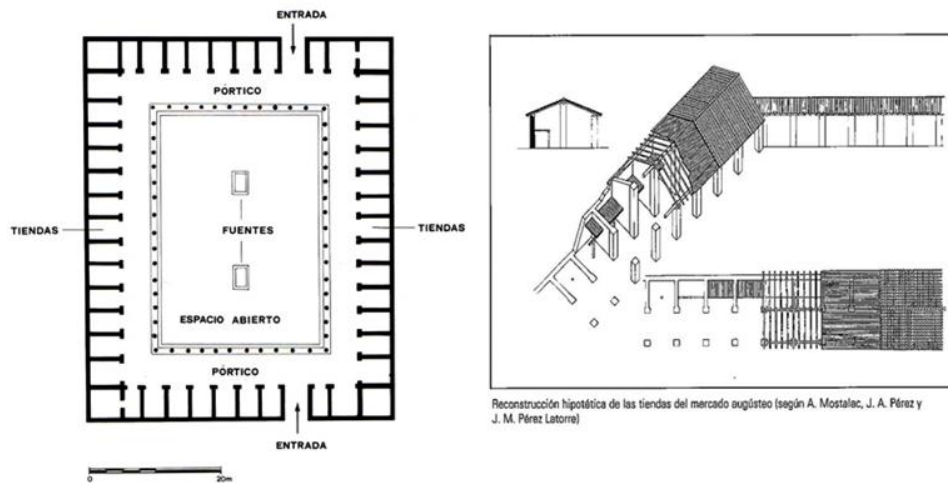 ENTRADA
PÓRTICO
TIENDAS
FUENTES
TIENDAS
ESPACIO ABIERTO
PÓRTICO
ENTRADA
0
20m
Reconstrucción hipotética de las tiendas del mercado augústeo (según A. Mostalac, J. A. Pérez y
J. M. Pérez Latorre)